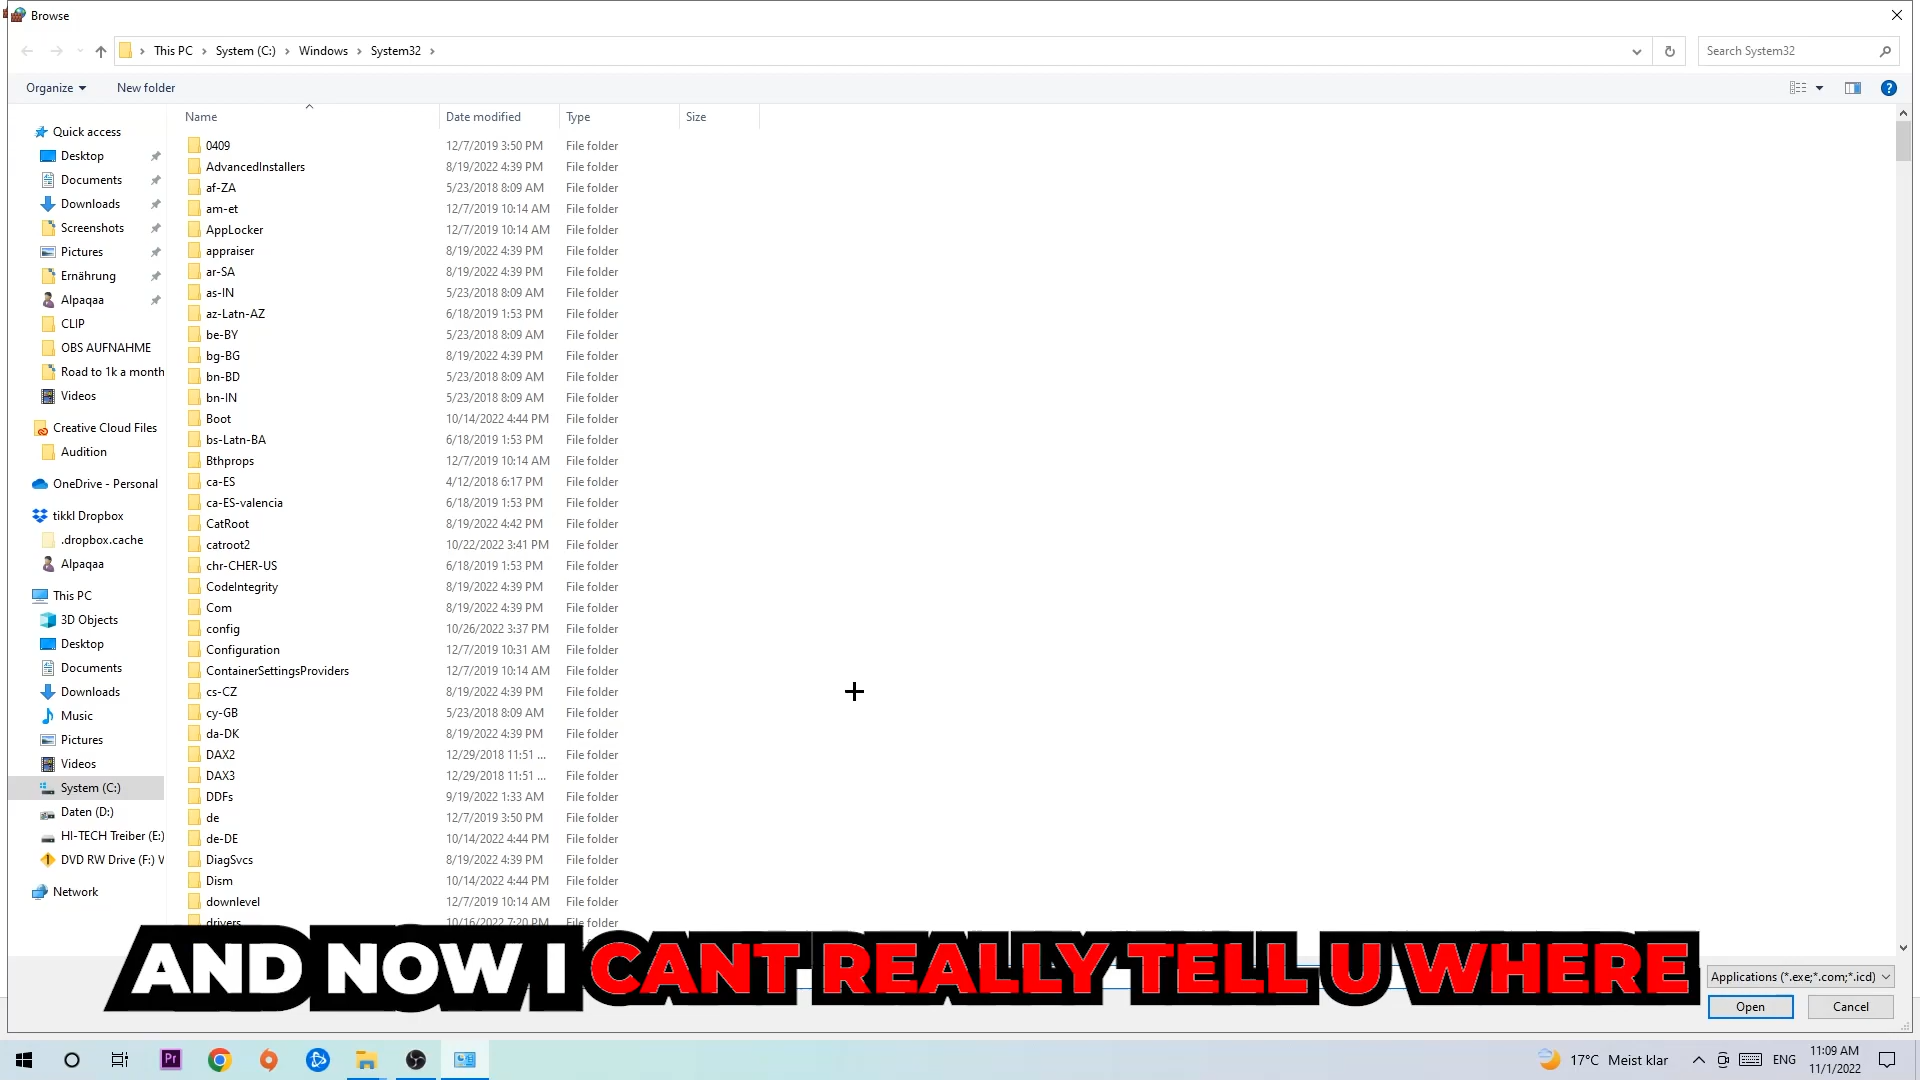 Browse
This PC > System (C:) > Windows > System32 >
Search System32
Organize
New folder
Name
Date modified
Type
Size
Quick access
Desktop
Documents
Downloads
Screenshots
Pictures
Ernährung
Alpaqaa
CLIP
OBS AUFNAHME
Road to 1k a month
Videos
Creative Cloud Files
Audition
OneDrive - Personal
tikkl Dropbox
.dropbox.cache
Alpaqaa
This PC
3D Objects
Desktop
Documents
Downloads
Music
Pictures
Videos
System (C:)
Daten (D:)
HI-TECH Treiber (E:)
DVD RW Drive (F:) V
Network
0409 12/7/2019 3:50 PM File folder
AdvancedInstallers 8/19/2022 4:39 PM File folder
af-ZA 5/23/2018 8:09 AM File folder
am-et 12/7/2019 10:14 AM File folder
AppLocker 12/7/2019 10:14 AM File folder
appraiser 8/19/2022 4:39 PM File folder
ar-SA 8/19/2022 4:39 PM File folder
as-IN 5/23/2018 8:09 AM File folder
az-Latn-AZ 6/18/2019 1:53 PM File folder
be-BY 5/23/2018 8:09 AM File folder
bg-BG 8/19/2022 4:39 PM File folder
bn-BD 5/23/2018 8:09 AM File folder
bn-IN 5/23/2018 8:09 AM File folder
Boot 10/14/2022 4:44 PM File folder
bs-Latn-BA 6/18/2019 1:53 PM File folder
Bthprops 12/7/2019 10:14 AM File folder
ca-ES 4/12/2018 6:17 PM File folder
ca-ES-valencia 6/18/2019 1:53 PM File folder
CatRoot 8/19/2022 4:42 PM File folder
catroot2 10/22/2022 3:41 PM File folder
chr-CHER-US 6/18/2019 1:53 PM File folder
CodeIntegrity 8/19/2022 4:39 PM File folder
Com 8/19/2022 4:39 PM File folder
config 10/26/2022 3:37 PM File folder
Configuration 12/7/2019 10:31 AM File folder
ContainerSettingsProviders 12/7/2019 10:14 AM File folder
cs-CZ 8/19/2022 4:39 PM File folder
cy-GB 5/23/2018 8:09 AM File folder
da-DK 8/19/2022 4:39 PM File folder
DAX2 12/29/2018 11:51 ... File folder
DAX3 12/29/2018 11:51 ... File folder
DDFs 9/19/2022 1:33 AM File folder
de 12/7/2019 3:50 PM File folder
de-DE 10/14/2022 4:44 PM File folder
DiagSvcs 8/19/2022 4:39 PM File folder
Dism 10/14/2022 4:44 PM File folder
downlevel 12/7/2019 10:14 AM File folder
drivers 10/16/2022 7:20 PM File folder
AND NOW I CANT REALLY TELL U WHERE
Applications (*.exe;*.com;*.icd)
Open
Cancel
Pr
17°C Meist klar
ENG
11:09 AM
11/1/2022